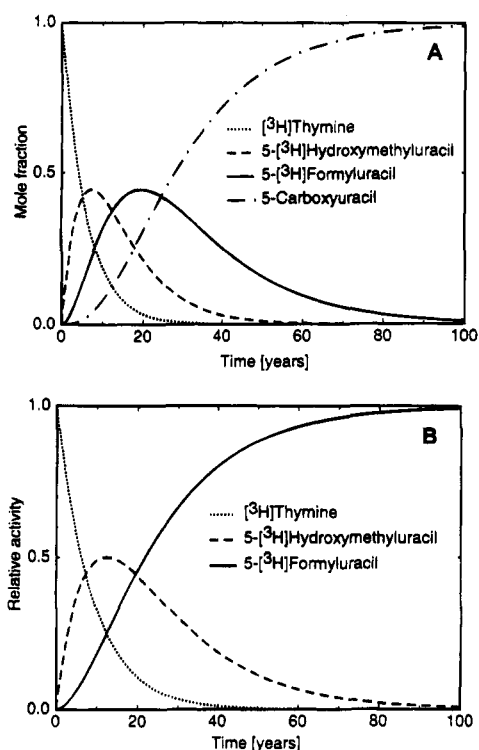 1.0
A
[³H]Thymine
5-[³H]Hydroxymethyluracil
5-[³H]Formyluracil
5-Carboxyuracil
0.5
Mole fraction
0.0
0 20 40 60 80 100
Time [years]
1.0
B
[³H]Thymine
5-[³H]Hydroxymethyluracil
5-[³H]Formyluracil
0.5
Relative activity
0.0
0 20 40 60 80 100
Time [years]